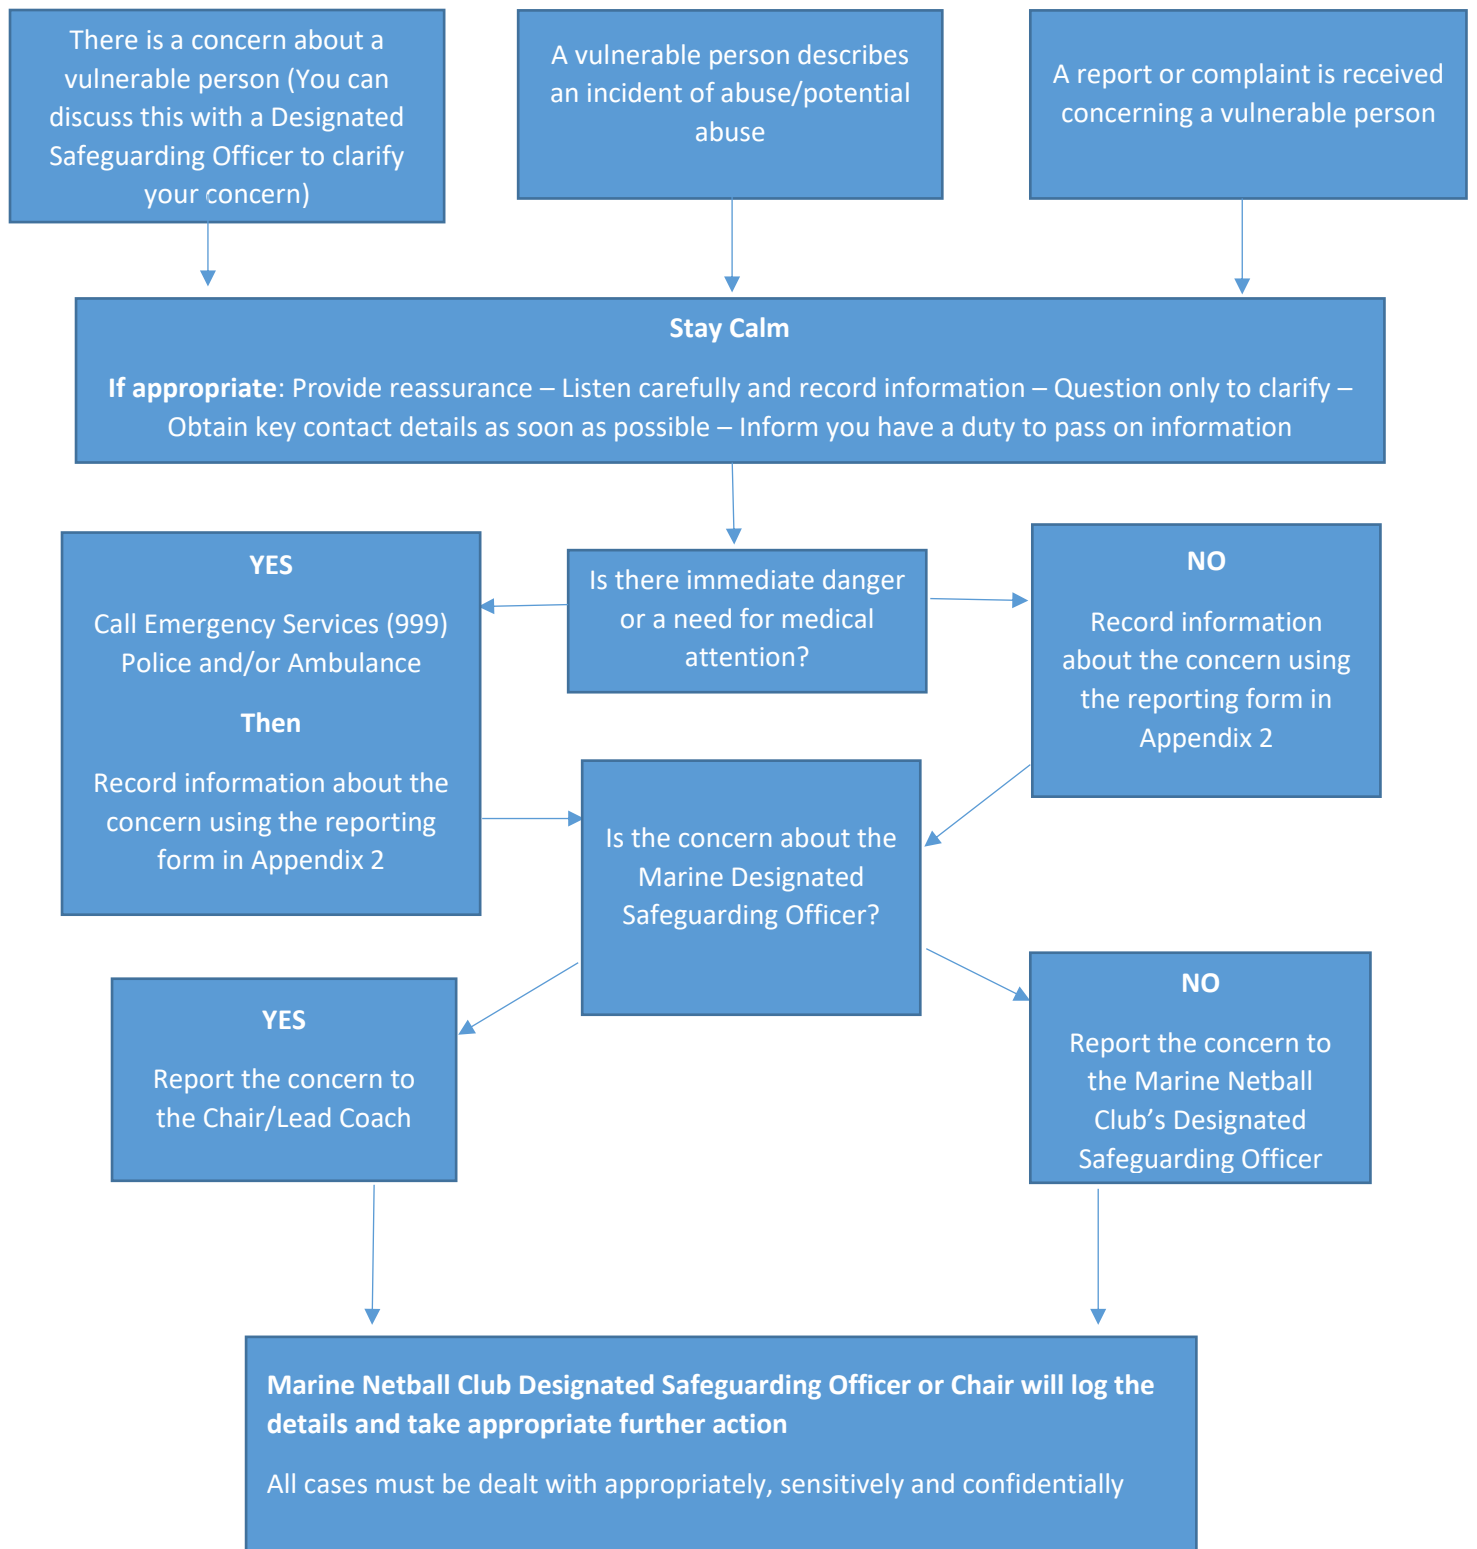 There is a concern about a
vulnerable person (You can
discuss this with a Designated
Safeguarding Officer to clarify
your concern)
A vulnerable person describes
an incident of abuse/potential
abuse
A report or complaint is received
concerning a vulnerable person
Stay Calm
If appropriate: Provide reassurance – Listen carefully and record information – Question only to clarify –
Obtain key contact details as soon as possible – Inform you have a duty to pass on information
YES
Call Emergency Services (999)
Police and/or Ambulance
Then
Record information about the
concern using the reporting
form in Appendix 2
Is there immediate danger
or a need for medical
attention?
NO
Record information
about the concern using
the reporting form in
Appendix 2
Is the concern about the
Marine Designated
Safeguarding Officer?
YES
Report the concern to
the Chair/Lead Coach
NO
Report the concern to
the Marine Netball
Club’s Designated
Safeguarding Officer
Marine Netball Club Designated Safeguarding Officer or Chair will log the
details and take appropriate further action
All cases must be dealt with appropriately, sensitively and confidentially